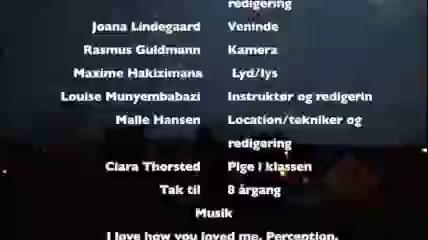 redigering
Joana Lindegaard Veninde
Rasmus Guldmann Kamera
Maxime Hakizimana Lyd/lys
Louise Munyembabazi Instruktør og redigerin
Malle Hansen Location/tekniker og
redigering
Clara Thorsted Pige i klassen
Tak til 8 årgang
Musik
I love how you loved me. Perception.